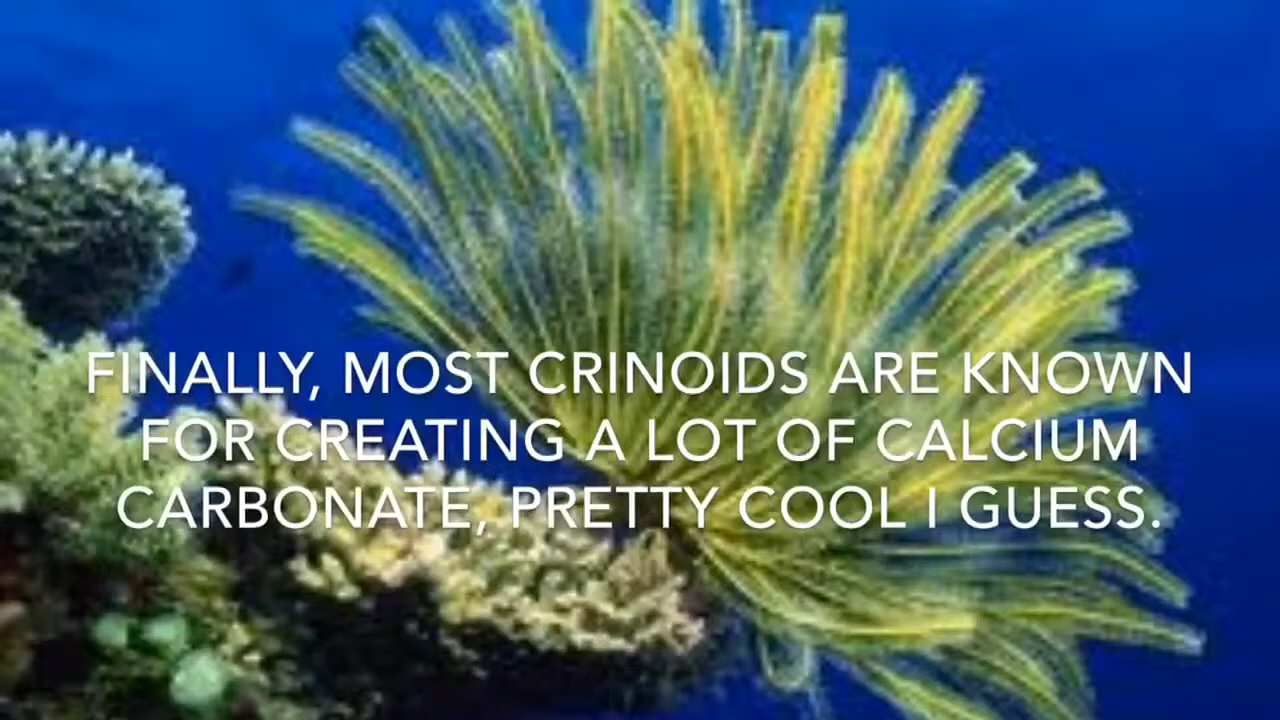 FINALLY, MOST CRINOIDS ARE KNOWN
FOR CREATING A LOT OF CALCIUM
CARBONATE, PRETTY COOL I GUESS.